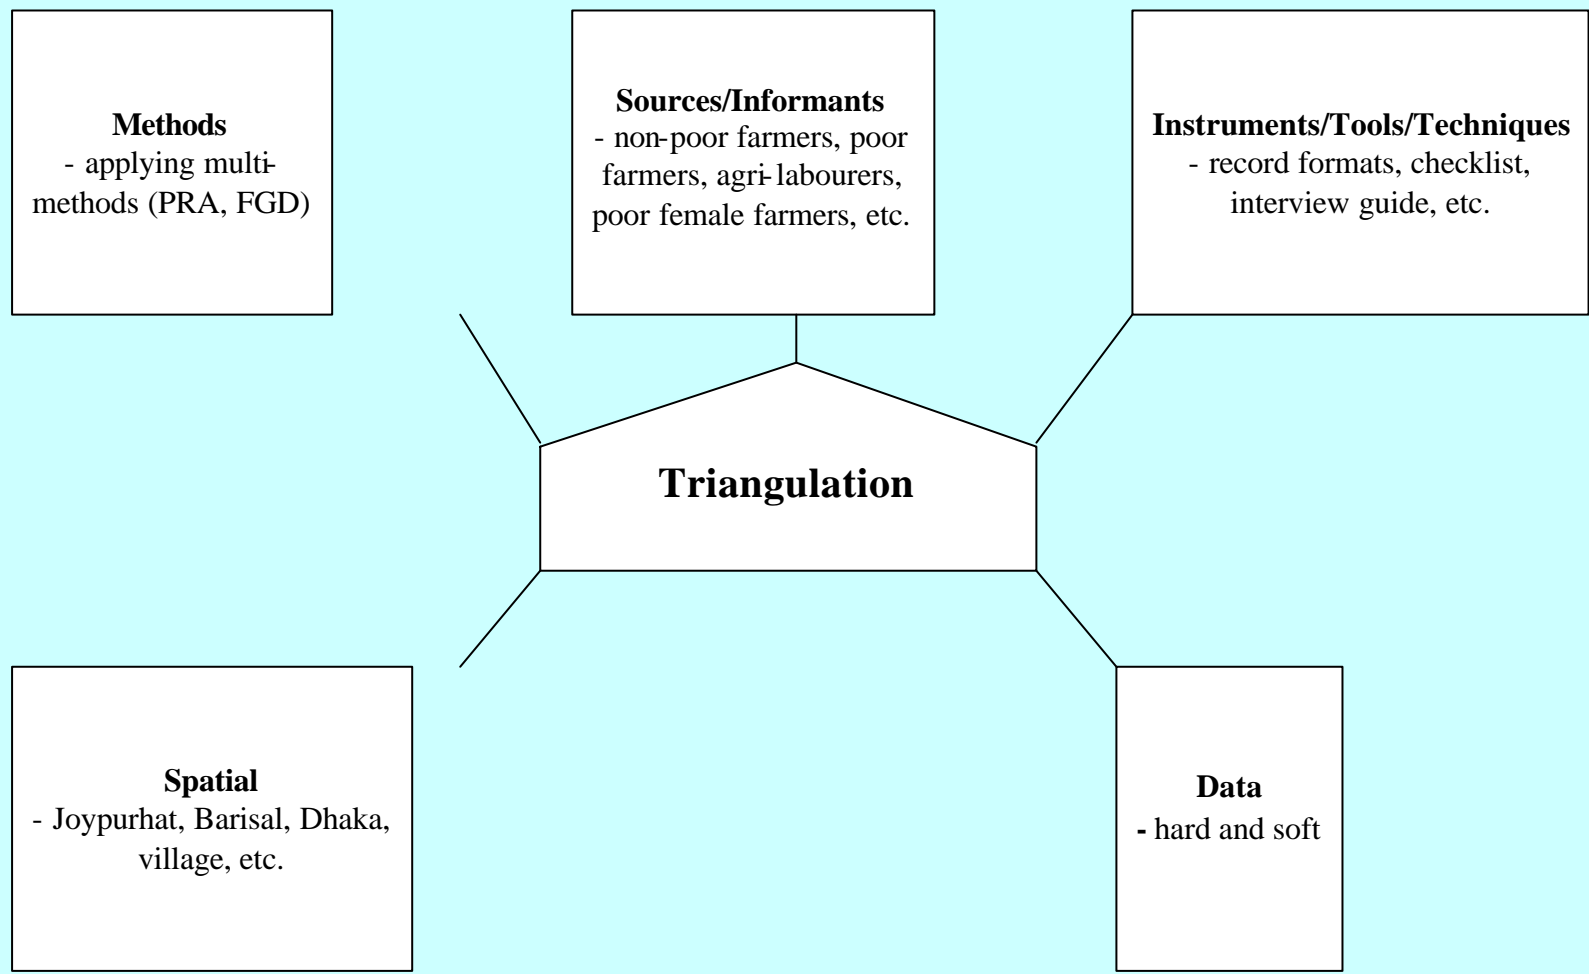 Methods
- applying multi-
methods (PRA, FGD)
Sources/Informants
- non-poor farmers, poor
farmers, agri-labourers,
poor female farmers, etc.
Instruments/Tools/Techniques
- record formats, checklist,
interview guide, etc.
Triangulation
Spatial
- Joypurhat, Barisal, Dhaka,
village, etc.
Data
- hard and soft